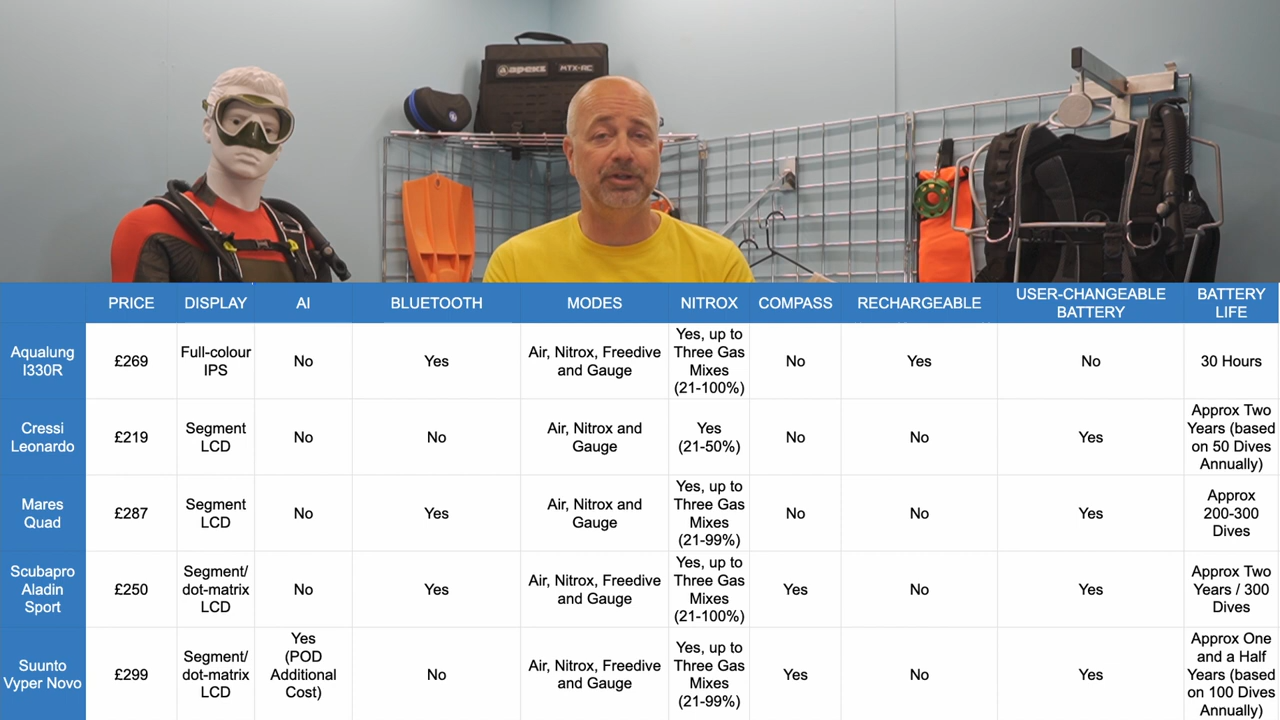 apeks MTX-RC
PRICE DISPLAY AI BLUETOOTH MODES NITROX COMPASS RECHARGEABLE USER-CHANGEABLE BATTERY BATTERY LIFE
Aqualung I330R £269 Full-colour IPS No Yes Air, Nitrox, Freedive and Gauge Yes, up to Three Gas Mixes (21-100%) No Yes No 30 Hours
Cressi Leonardo £219 Segment LCD No No Air, Nitrox and Gauge Yes (21-50%) No No Yes Approx Two Years (based on 50 Dives Annually)
Mares Quad £287 Segment LCD No Yes Air, Nitrox and Gauge Yes, up to Three Gas Mixes (21-99%) No No Yes Approx 200-300 Dives
Scubapro Aladin Sport £250 Segment/ dot-matrix LCD No Yes Air, Nitrox, Freedive and Gauge Yes, up to Three Gas Mixes (21-100%) Yes No Yes Approx Two Years / 300 Dives
Suunto Vyper Novo £299 Segment/ dot-matrix LCD Yes (POD Additional Cost) No Air, Nitrox, Freedive and Gauge Yes, up to Three Gas Mixes (21-99%) Yes No Yes Approx One and a Half Years (based on 100 Dives Annually)